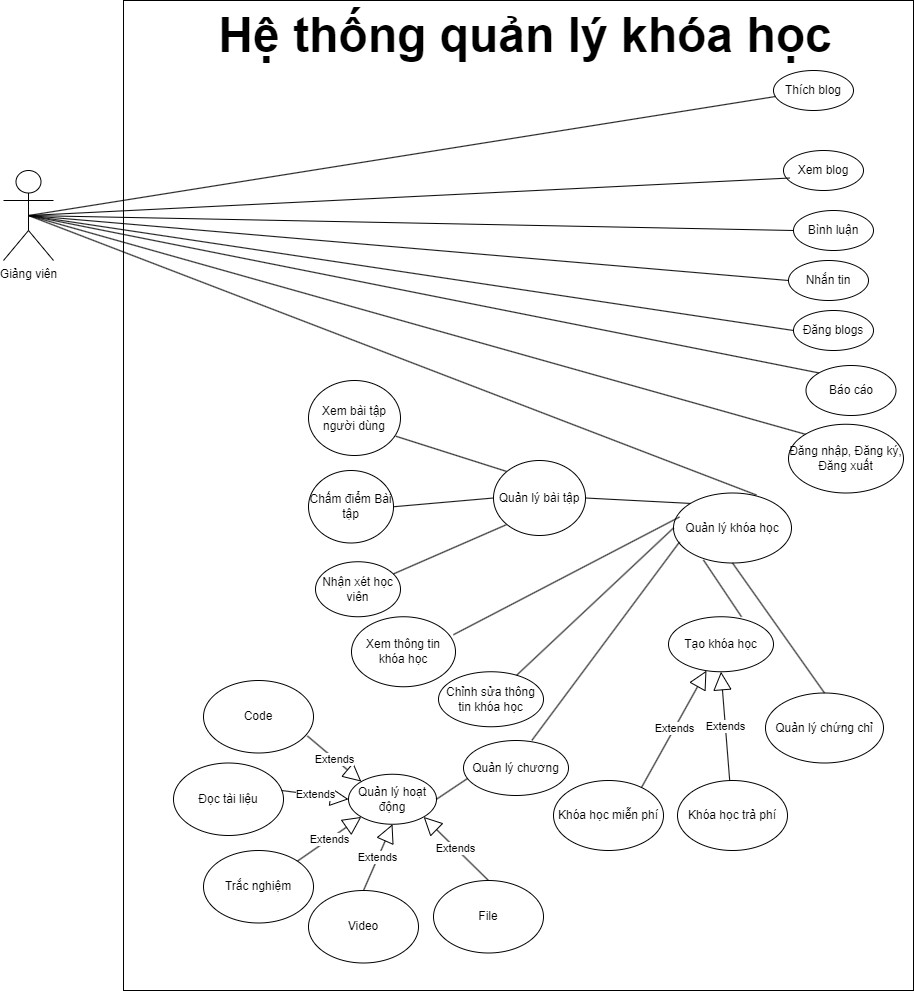 Hệ thống quản lý khóa học
Thích blog
Xem blog
Bình luận
Giảng viên
Nhắn tin
Đăng blogs
Báo cáo
Xem bài tập
người dùng
Đăng nhập, Đăng ký,
Đăng xuất
Quản lý bài tập
Chấm điểm Bài
tập
Quản lý khóa học
Nhận xét học
viên
Xem thông tin
khóa học
Tạo khóa học
Chỉnh sửa thông
tin khóa học
Code
Extends
Extends
Quản lý chứng chỉ
Extends
Quản lý chương
Đọc tài liệu
Extends
Quản lý hoạt
động
Khóa học miễn phí
Khóa học trả phí
Extends
Extends
Extends
Trắc nghiệm
Video
File